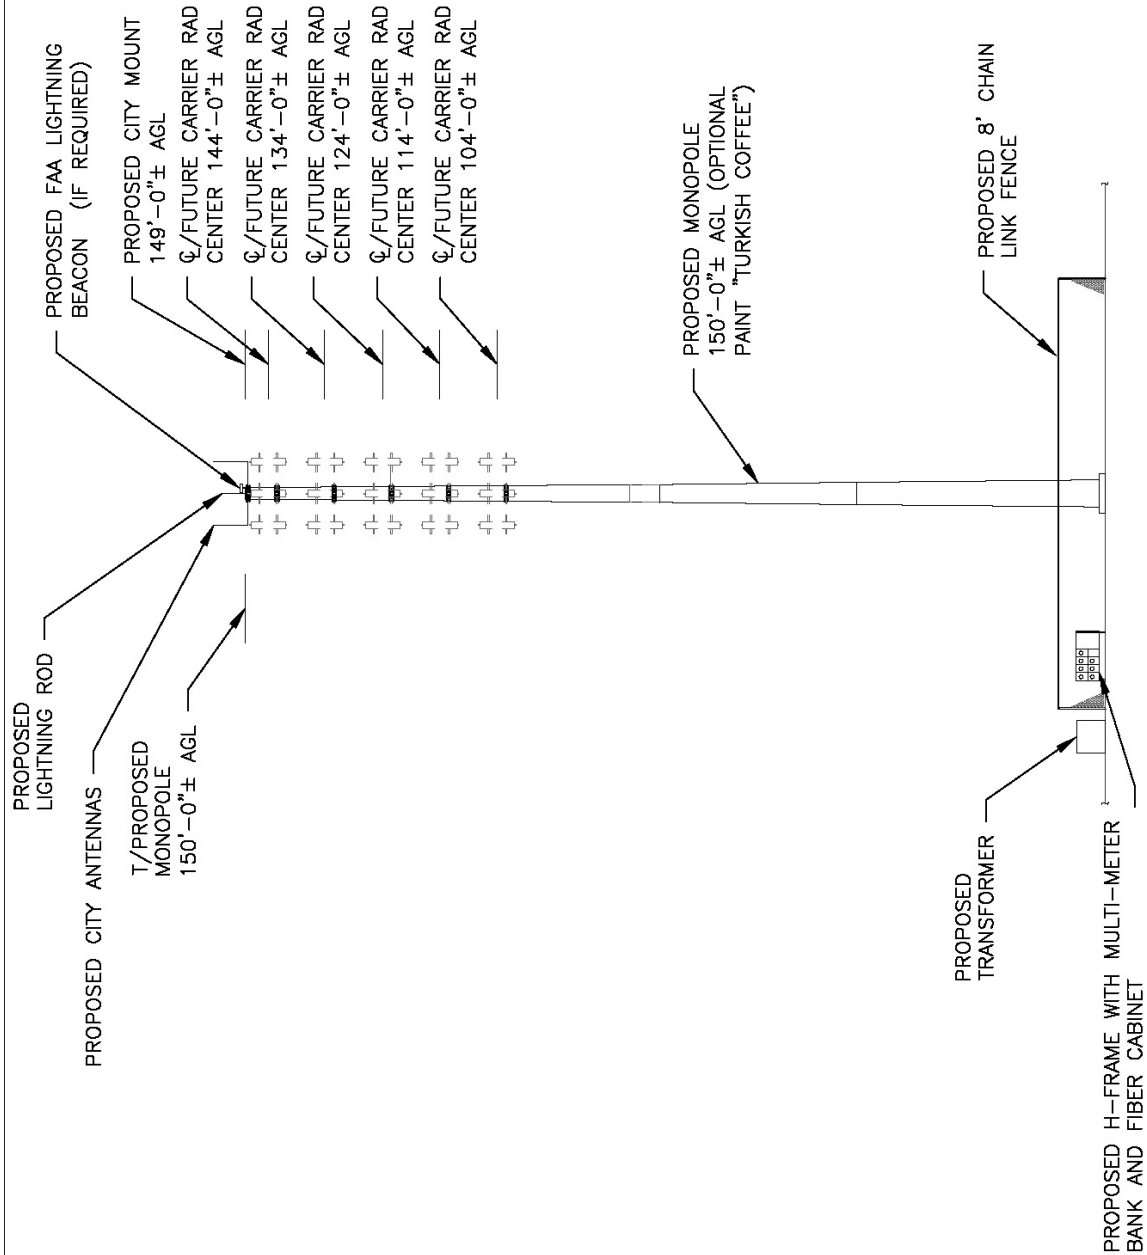 PROPOSED
LIGHTNING ROD
PROPOSED CITY ANTENNAS
T/PROPOSED
MONOPOLE
150'-0"± AGL
PROPOSED FAA LIGHTNING
BEACON (IF REQUIRED)
PROPOSED CITY MOUNT
149'-0"± AGL
℄/FUTURE CARRIER RAD
CENTER 144'-0"± AGL
℄/FUTURE CARRIER RAD
CENTER 134'-0"± AGL
℄/FUTURE CARRIER RAD
CENTER 124'-0"± AGL
℄/FUTURE CARRIER RAD
CENTER 114'-0"± AGL
℄/FUTURE CARRIER RAD
CENTER 104'-0"± AGL
PROPOSED MONOPOLE
150'-0"± AGL (OPTIONAL
PAINT "TURKISH COFFEE")
PROPOSED 8' CHAIN
LINK FENCE
PROPOSED
TRANSFORMER
PROPOSED H-FRAME WITH MULTI-METER
BANK AND FIBER CABINET